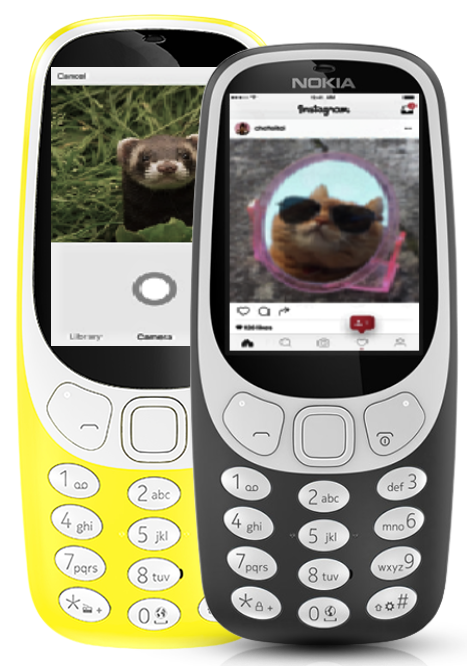 Cancel
Library Camera
1
2 abc
4 ghi
5 jkl
7 pqrs
8 tuv
* +
0
NOKIA
Instagram
1
2 abc
def 3
4 ghi
5 jkl
mno 6
7 pqrs
8 tuv
wxyz 9
* +
0
#